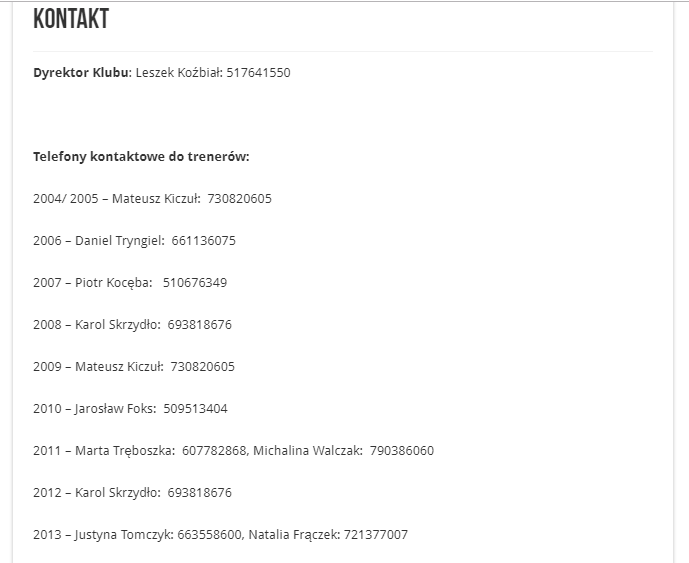 KONTAKT
Dyrektor Klubu: Leszek Koźbiał: 517641550
Telefony kontaktowe do trenerów:
2004/ 2005 – Mateusz Kiczuł: 730820605
2006 – Daniel Tryngiel: 661136075
2007 – Piotr Kocęba: 510676349
2008 – Karol Skrzydło: 693818676
2009 – Mateusz Kiczuł: 730820605
2010 – Jarosław Foks: 509513404
2011 – Marta Tręboszka: 607782868, Michalina Walczak: 790386060
2012 – Karol Skrzydło: 693818676
2013 – Justyna Tomczyk: 663558600, Natalia Frączek: 721377007